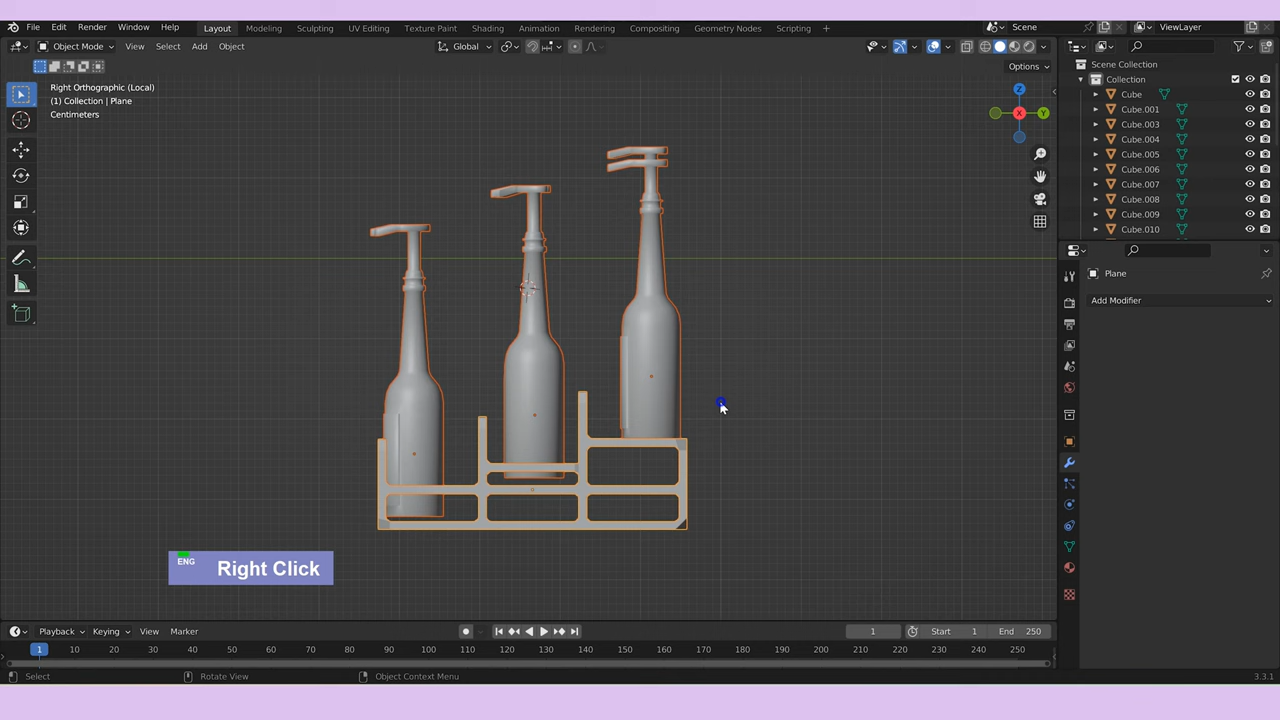 File Edit Render Window Help Layout Modeling Sculpting UV Editing Texture Paint Shading Animation Rendering Compositing Geometry Nodes Scripting + Scene ViewLayer
Object Mode View Select Add Object Global
Options
Right Orthographic (Local)
(1) Collection | Plane
Centimeters
Z
X
Y
Scene Collection
Collection
Cube
Cube.001
Cube.003
Cube.004
Cube.005
Cube.006
Cube.007
Cube.008
Cube.009
Cube.010
Plane
Add Modifier
ENG Right Click
Playback Keying View Marker 1 Start 1 End 250
1 10 20 30 40 50 60 70 80 90 100 110 120 130 140 150 160 170 180 190 200 210 220 230 240 250
Select Rotate View Object Context Menu 3.3.1